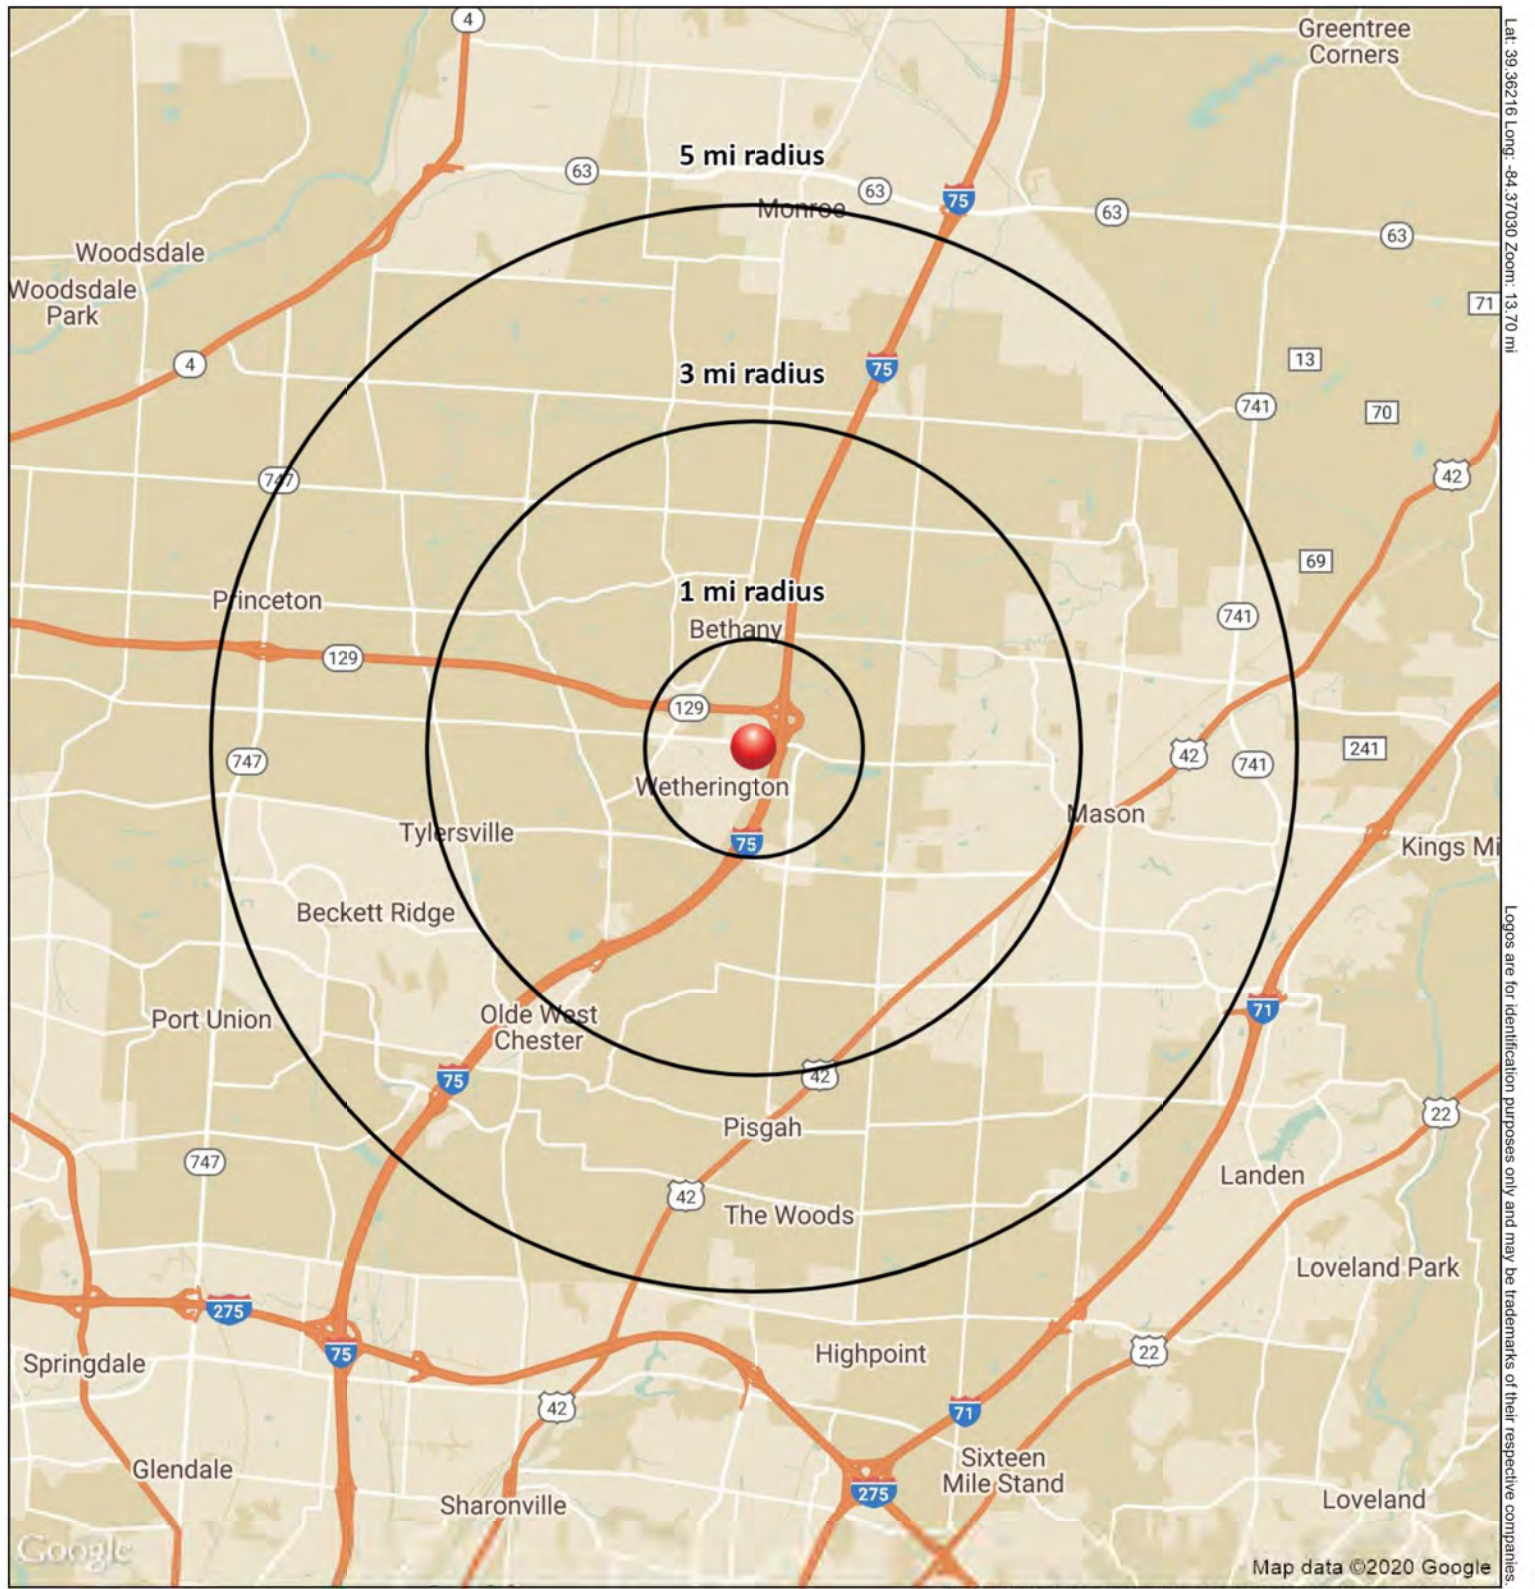 4
Greentree
Corners
5 mi radius
63
63
75
Monroe
63
63
Woodsdale
Woodsdale
Park
71
4
3 mi radius
75
13
741
70
747
42
69
1 mi radius
Princeton
Bethany
741
129
129
747
42
741
241
Wetherington
Mason
Tylersville
75
Kings Mi
Beckett Ridge
Port Union
Olde West
Chester
71
75
42
22
Pisgah
747
42
Landen
The Woods
Loveland Park
275
75
Springdale
Highpoint
22
42
71
Glendale
Sixteen
Mile Stand
275
Sharonville
Loveland
Google
Map data ©2020 Google
Lat: 39.36216 Long: -84.37030 Zoom: 13.70 mi
Logos are for identification purposes only and may be trademarks of their respective companies.